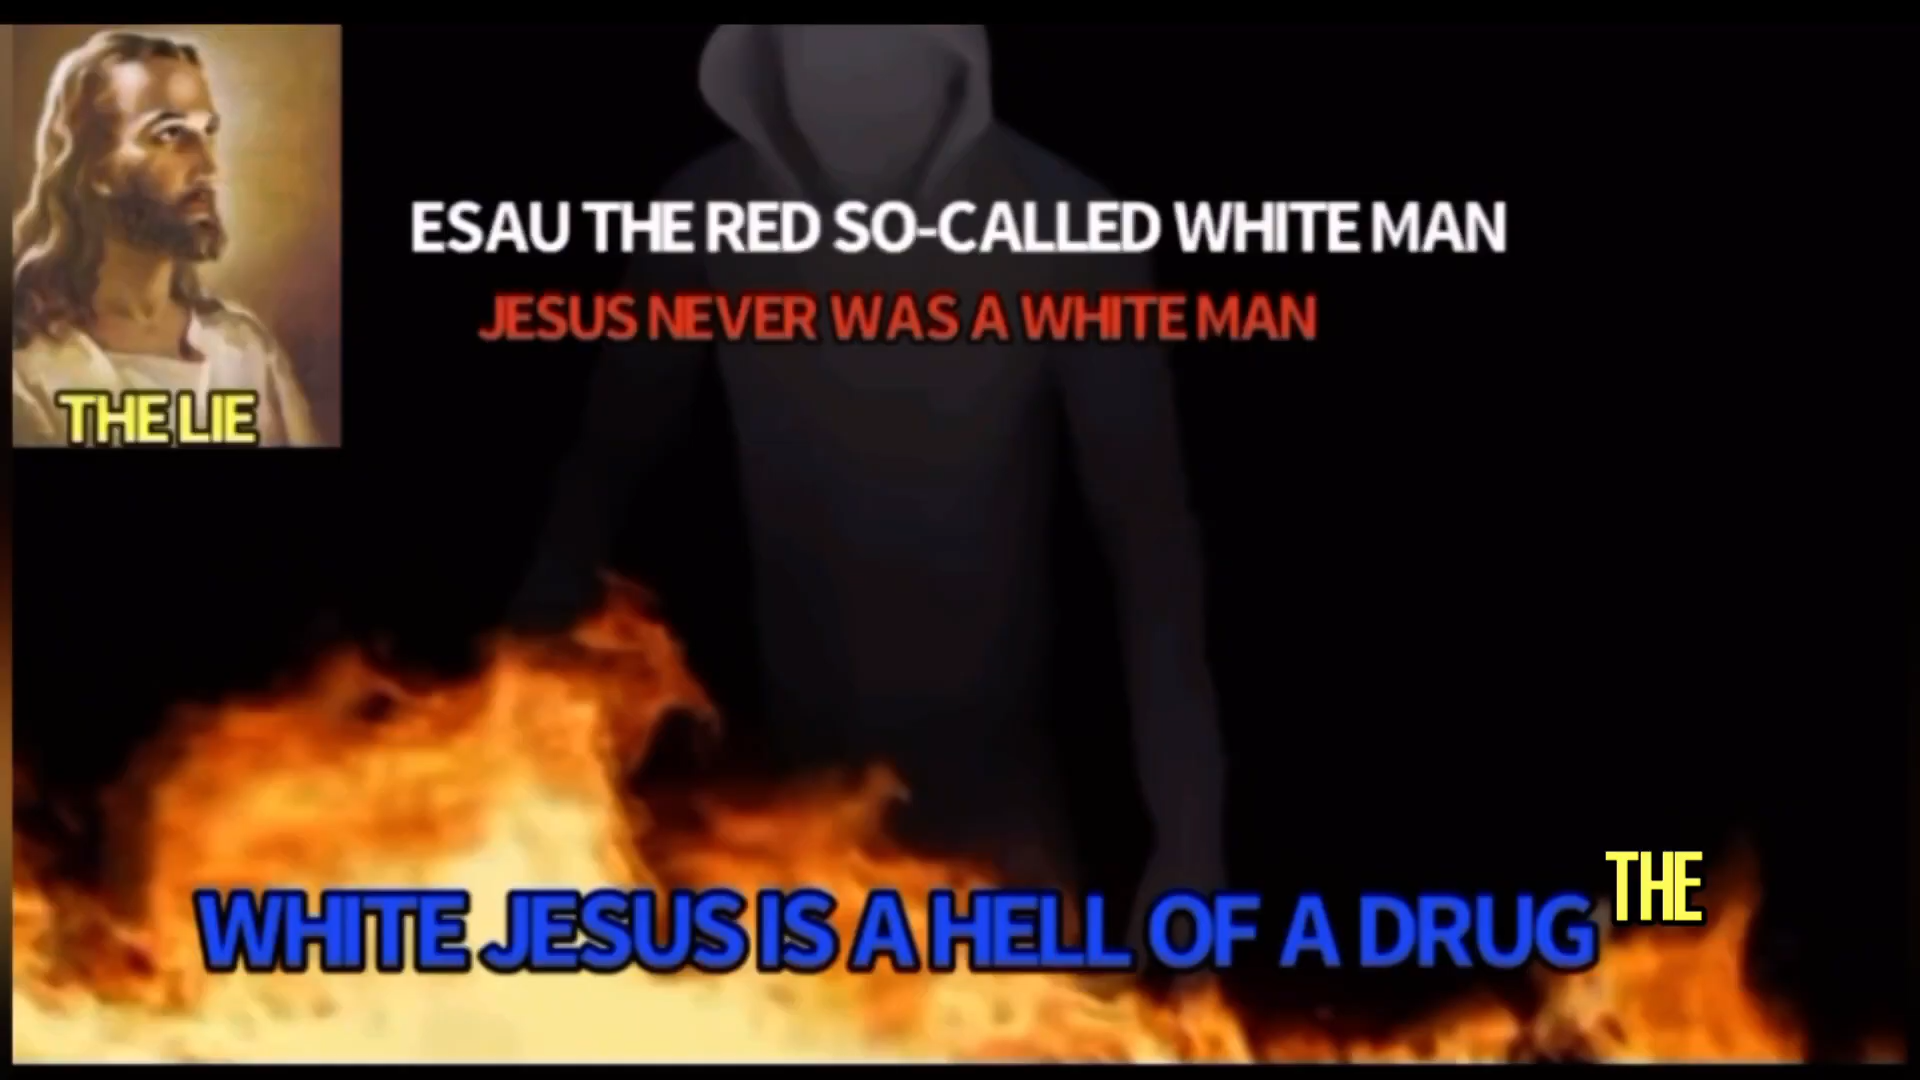 ESAU THE RED SO-CALLED WHITE MAN
JESUS NEVER WAS A WHITE MAN
THE LIE
THE
WHITE JESUS IS A HELL OF A DRUG